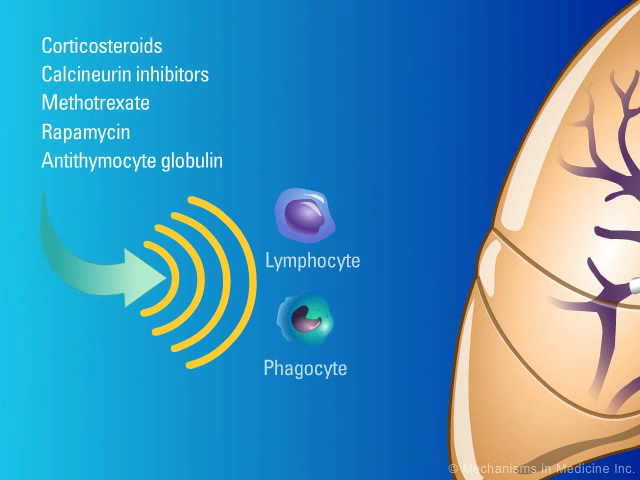 Corticosteroids
Calcineurin inhibitors
Methotrexate
Rapamycin
Antithymocyte globulin
Lymphocyte
Phagocyte
© Mechanisms in Medicine Inc.